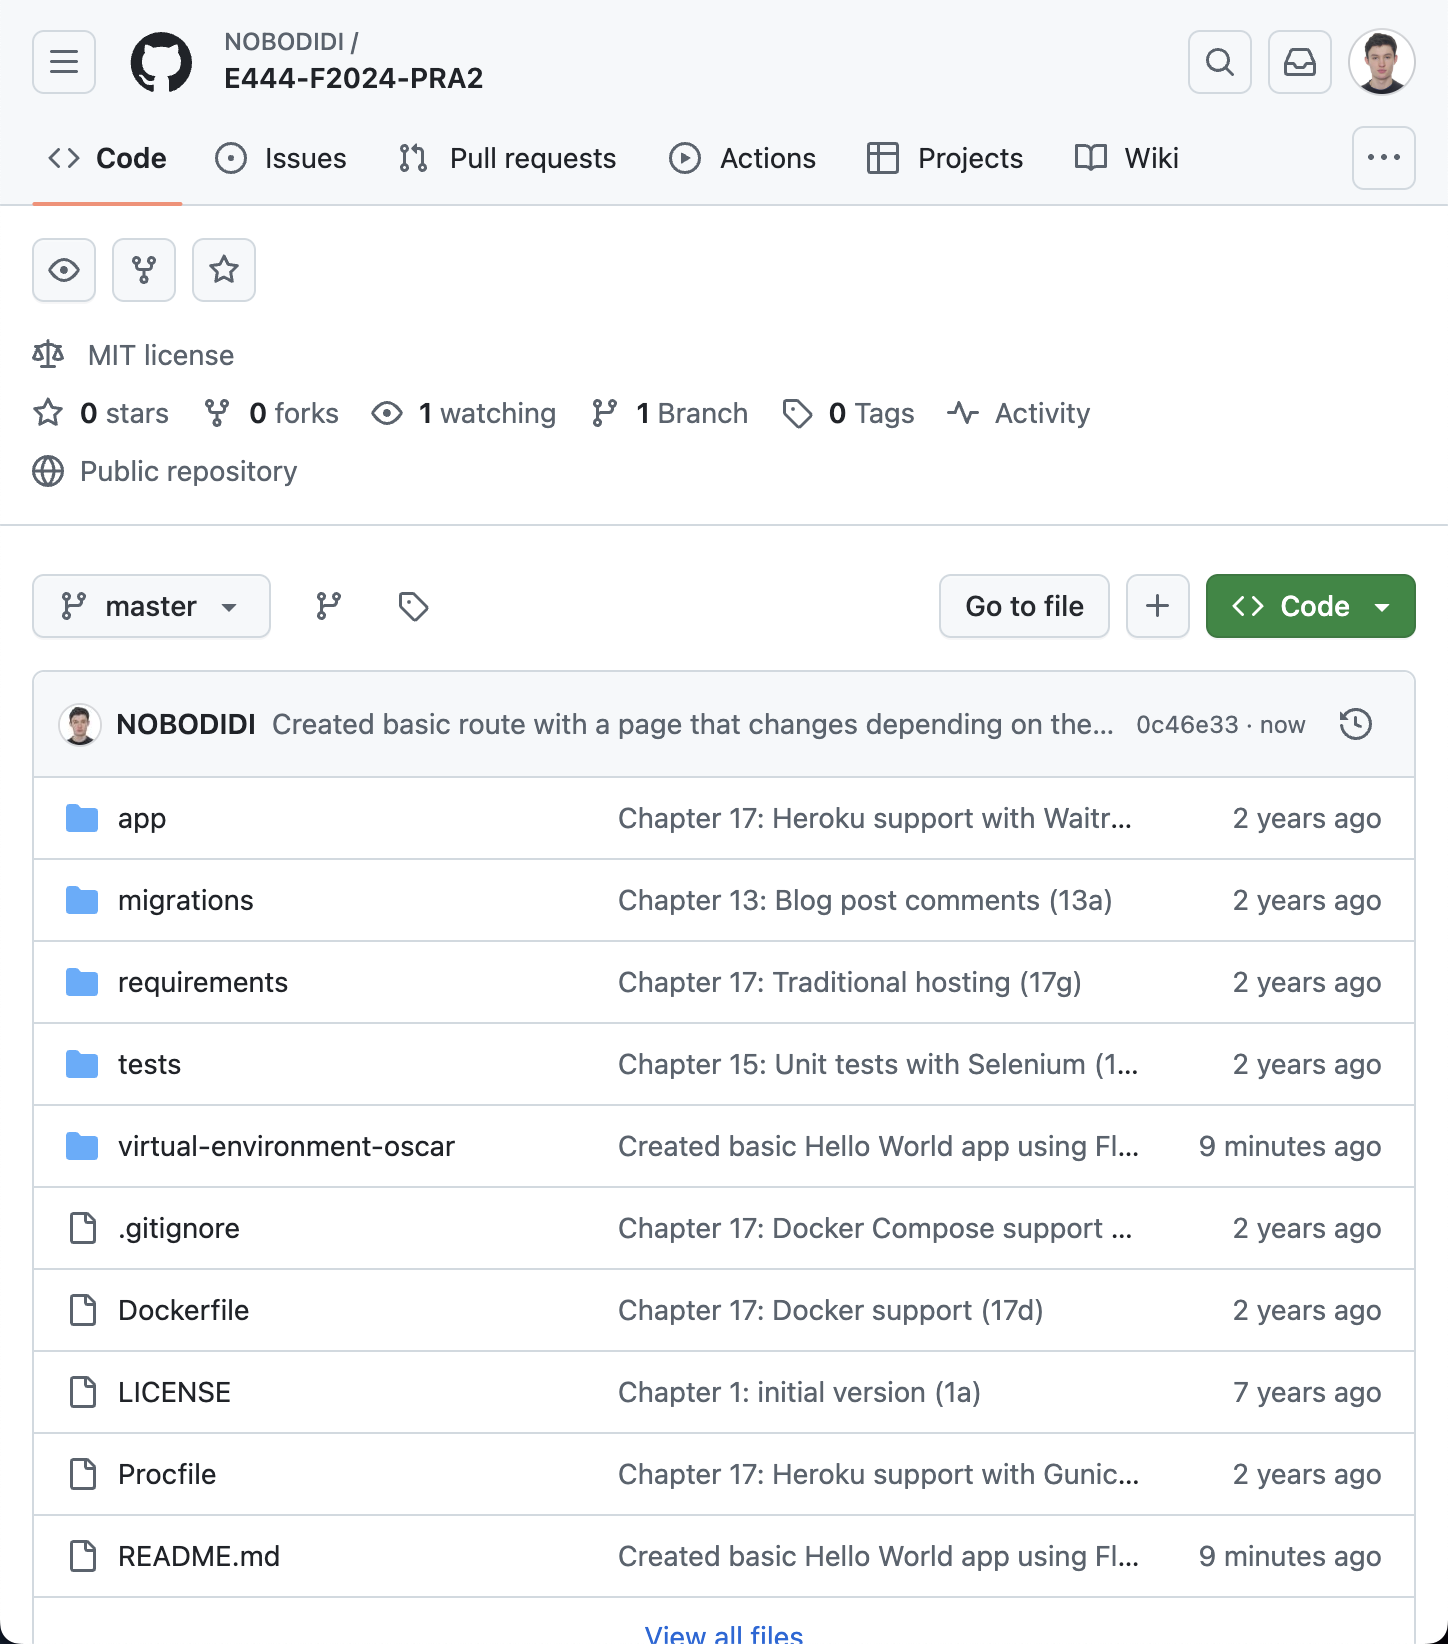 NOBODIDI /
E444-F2024-PRA2
Code Issues Pull requests Actions Projects Wiki
MIT license
0 stars 0 forks 1 watching 1 Branch 0 Tags Activity
Public repository
master Go to file Code
NOBODIDI Created basic route with a page that changes depending on the... 0c46e33 · now
app Chapter 17: Heroku support with Waitr... 2 years ago
migrations Chapter 13: Blog post comments (13a) 2 years ago
requirements Chapter 17: Traditional hosting (17g) 2 years ago
tests Chapter 15: Unit tests with Selenium (1... 2 years ago
virtual-environment-oscar Created basic Hello World app using Fl... 9 minutes ago
.gitignore Chapter 17: Docker Compose support ... 2 years ago
Dockerfile Chapter 17: Docker support (17d) 2 years ago
LICENSE Chapter 1: initial version (1a) 7 years ago
Procfile Chapter 17: Heroku support with Gunic... 2 years ago
README.md Created basic Hello World app using Fl... 9 minutes ago
View all files